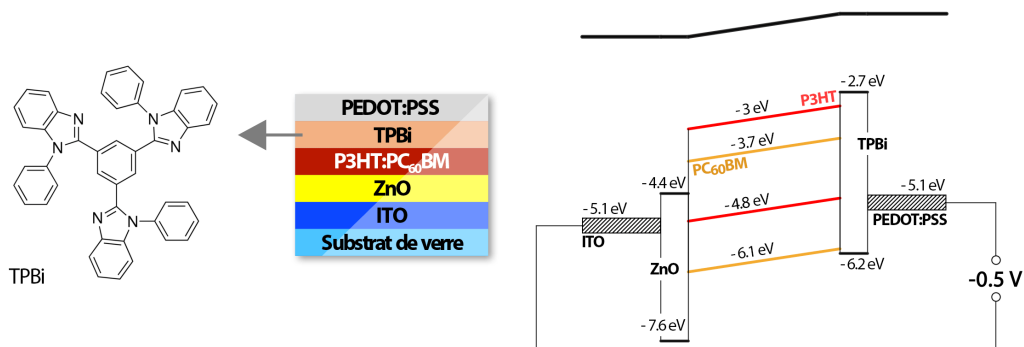 N
N
N
N
N
N
TPBi
PEDOT:PSS
TPBi
P3HT:PC60BM
ZnO
ITO
Substrat de verre
-5.1 eV
ITO
-4.4 eV
ZnO
-7.6 eV
P3HT
-3 eV
-3.7 eV
PC60BM
-4.8 eV
-6.1 eV
-2.7 eV
TPBi
-6.2 eV
-5.1 eV
PEDOT:PSS
-0.5 V